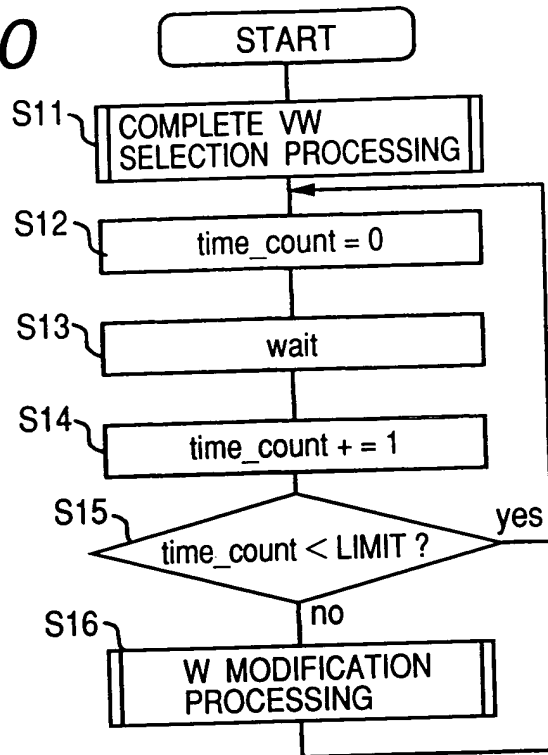 0
START
S11
COMPLETE VW
SELECTION PROCESSING
S12
time_count = 0
S13
wait
S14
time_count + = 1
S15
time_count < LIMIT ?
yes
no
S16
W MODIFICATION
PROCESSING